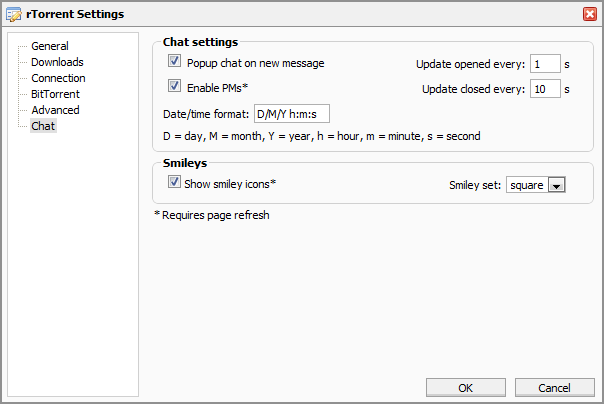 rTorrent Settings
General
Downloads
Connection
BitTorrent
Advanced
Chat
Chat settings
Popup chat on new message
Update opened every: 1 s
Enable PMs*
Update closed every: 10 s
Date/time format: D/M/Y h:m:s
D = day, M = month, Y = year, h = hour, m = minute, s = second
Smileys
Show smiley icons*
Smiley set: square
* Requires page refresh
OK
Cancel